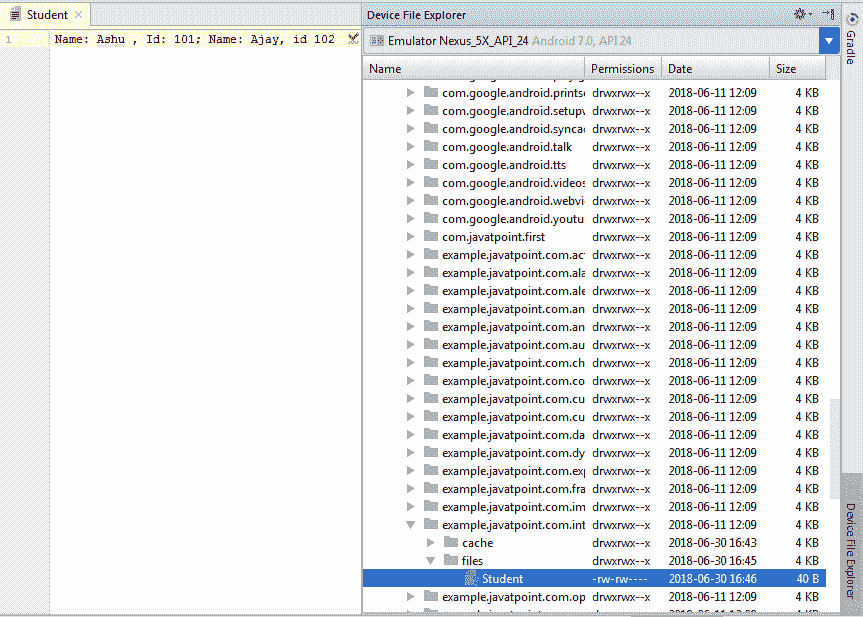 Student
1 Name: Ashu , Id: 101; Name: Ajay, id 102
Device File Explorer
Emulator Nexus_5X_API_24 Android 7.0, API 24
Name Permissions Date Size
com.google.android.prints drwxrwx--x 2018-06-11 12:09 4 KB
com.google.android.setupv drwxrwx--x 2018-06-11 12:09 4 KB
com.google.android.syncac drwxrwx--x 2018-06-11 12:09 4 KB
com.google.android.talk drwxrwx--x 2018-06-11 12:09 4 KB
com.google.android.tts drwxrwx--x 2018-06-11 12:09 4 KB
com.google.android.videos drwxrwx--x 2018-06-11 12:09 4 KB
com.google.android.webvi drwxrwx--x 2018-06-11 12:09 4 KB
com.google.android.youtu drwxrwx--x 2018-06-11 12:09 4 KB
com.javatpoint.first drwxrwx--x 2018-06-11 12:09 4 KB
example.javatpoint.com.ac drwxrwx--x 2018-06-11 12:09 4 KB
example.javatpoint.com.ala drwxrwx--x 2018-06-11 12:09 4 KB
example.javatpoint.com.ale drwxrwx--x 2018-06-11 12:09 4 KB
example.javatpoint.com.an drwxrwx--x 2018-06-11 12:09 4 KB
example.javatpoint.com.an drwxrwx--x 2018-06-11 12:09 4 KB
example.javatpoint.com.au drwxrwx--x 2018-06-11 12:09 4 KB
example.javatpoint.com.ch drwxrwx--x 2018-06-11 12:09 4 KB
example.javatpoint.com.co drwxrwx--x 2018-06-11 12:09 4 KB
example.javatpoint.com.cu drwxrwx--x 2018-06-11 12:09 4 KB
example.javatpoint.com.cu drwxrwx--x 2018-06-11 12:09 4 KB
example.javatpoint.com.da drwxrwx--x 2018-06-11 12:09 4 KB
example.javatpoint.com.dy drwxrwx--x 2018-06-11 12:09 4 KB
example.javatpoint.com.exp drwxrwx--x 2018-06-11 12:09 4 KB
example.javatpoint.com.fra drwxrwx--x 2018-06-11 12:09 4 KB
example.javatpoint.com.im drwxrwx--x 2018-06-11 12:09 4 KB
example.javatpoint.com.int drwxrwx--x 2018-06-11 12:09 4 KB
cache drwxrwx--x 2018-06-30 16:43 4 KB
files drwxrwx--x 2018-06-30 16:45 4 KB
Student -rw-rw---- 2018-06-30 16:46 40 B
example.javatpoint.com.op drwxrwx--x 2018-06-11 12:09 4 KB
Gradle
Device File Explorer